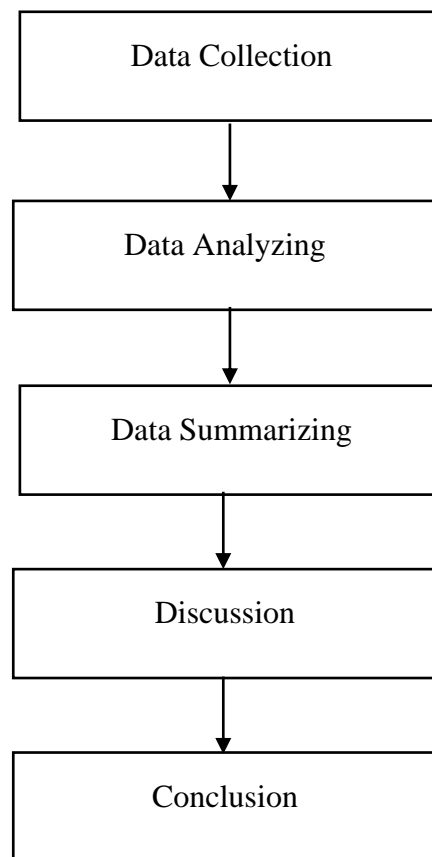 Data Collection
Data Analyzing
Data Summarizing
Discussion
Conclusion